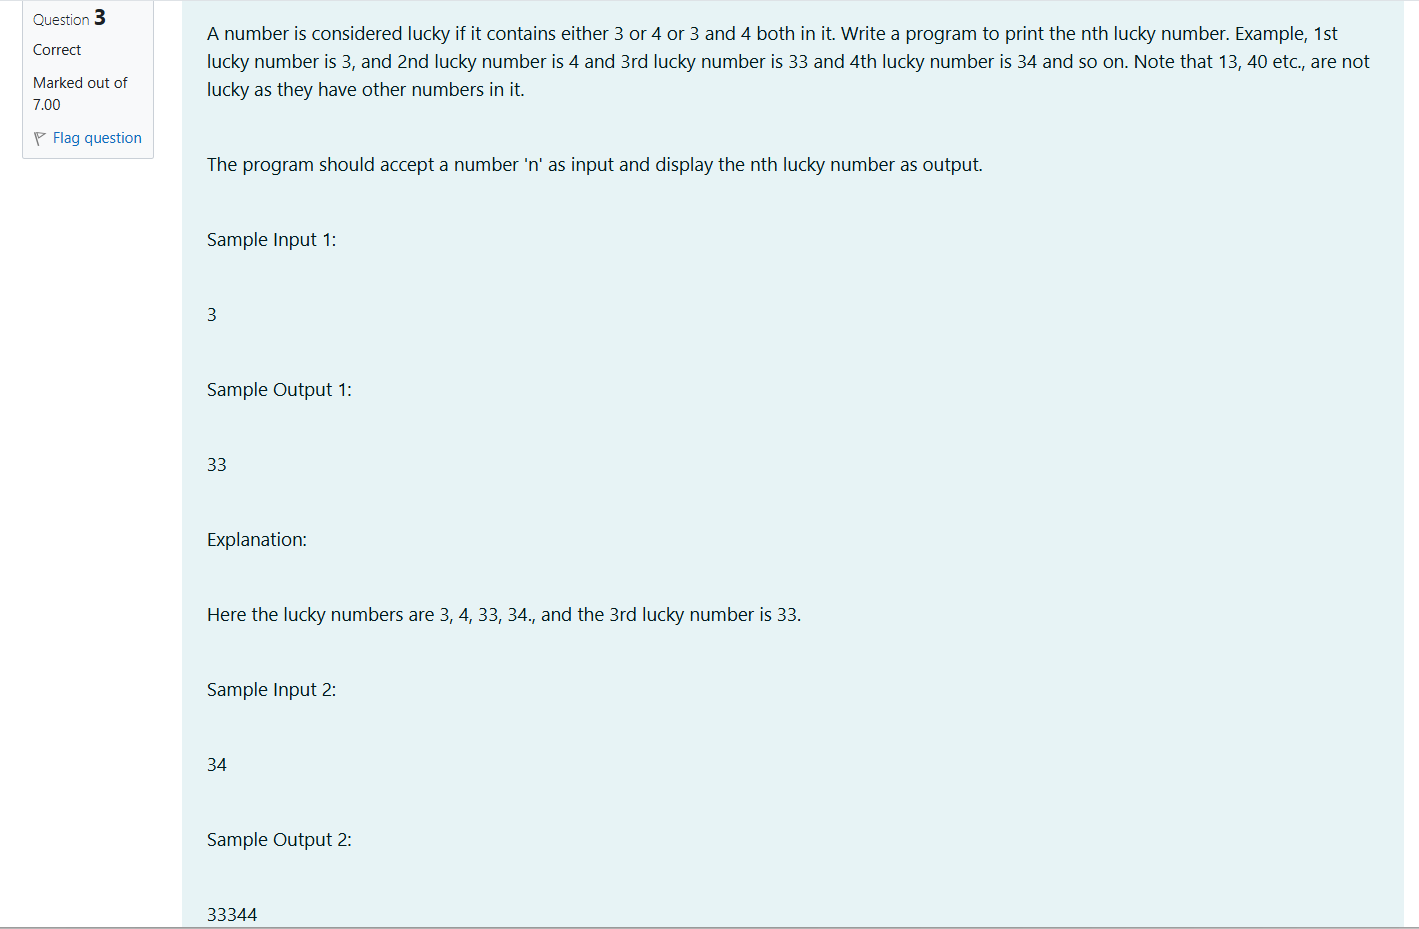 Question 3
Correct
Marked out of
7.00
Flag question
A number is considered lucky if it contains either 3 or 4 or 3 and 4 both in it. Write a program to print the nth lucky number. Example, 1st
lucky number is 3, and 2nd lucky number is 4 and 3rd lucky number is 33 and 4th lucky number is 34 and so on. Note that 13, 40 etc., are not
lucky as they have other numbers in it.
The program should accept a number 'n' as input and display the nth lucky number as output.
Sample Input 1:
3
Sample Output 1:
33
Explanation:
Here the lucky numbers are 3, 4, 33, 34., and the 3rd lucky number is 33.
Sample Input 2:
34
Sample Output 2:
33344